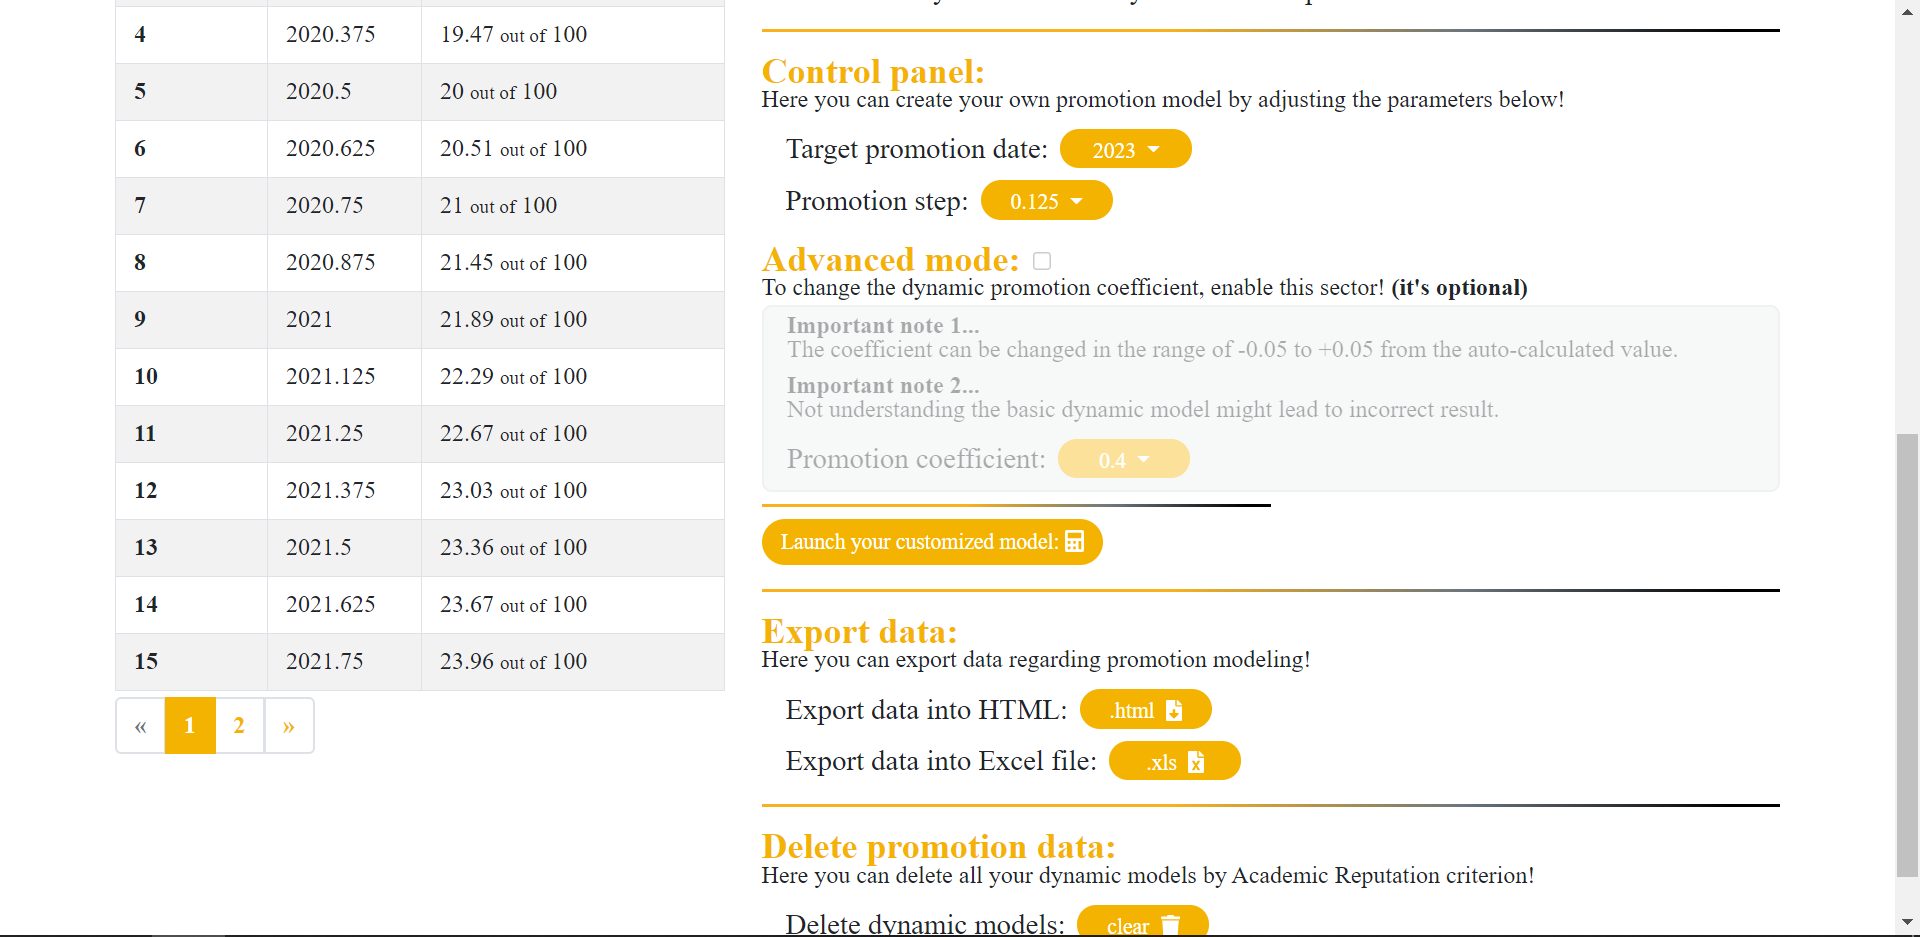 4 2020.375 19.47 out of 100
5 2020.5 20 out of 100
6 2020.625 20.51 out of 100
7 2020.75 21 out of 100
8 2020.875 21.45 out of 100
9 2021 21.89 out of 100
10 2021.125 22.29 out of 100
11 2021.25 22.67 out of 100
12 2021.375 23.03 out of 100
13 2021.5 23.36 out of 100
14 2021.625 23.67 out of 100
15 2021.75 23.96 out of 100
« 1 2 »
Control panel:
Here you can create your own promotion model by adjusting the parameters below!
Target promotion date: 2023
Promotion step: 0.125
Advanced mode:
To change the dynamic promotion coefficient, enable this sector! (it's optional)
Important note 1...
The coefficient can be changed in the range of -0.05 to +0.05 from the auto-calculated value.
Important note 2...
Not understanding the basic dynamic model might lead to incorrect result.
Promotion coefficient: 0.4
Launch your customized model:
Export data:
Here you can export data regarding promotion modeling!
Export data into HTML: .html
Export data into Excel file: .xls
Delete promotion data:
Here you can delete all your dynamic models by Academic Reputation criterion!
Delete dynamic models: clear